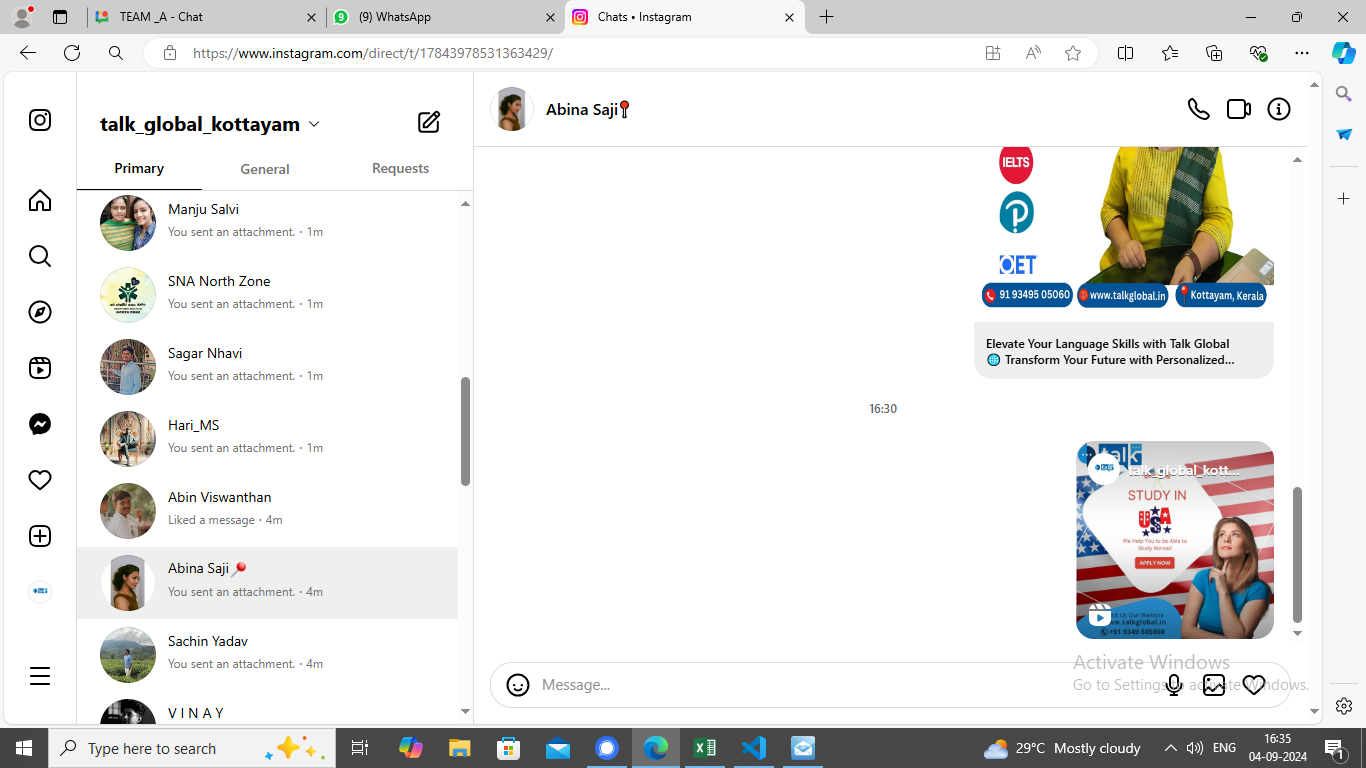 TEAM _A - Chat
(9) WhatsApp
Chats • Instagram
https://www.instagram.com/direct/t/17843978531363429/
talk_global_kottayam
Primary
General
Requests
Manju Salvi
You sent an attachment. · 1m
SNA North Zone
You sent an attachment. · 1m
Sagar Nhavi
You sent an attachment. · 1m
Hari_MS
You sent an attachment. · 1m
Abin Viswanthan
Liked a message · 4m
Abina Saji📍
You sent an attachment. · 4m
Sachin Yadav
You sent an attachment. · 4m
V I N A Y
Abina Saji📍
IELTS
OET
91 93495 05060
www.talkglobal.in
Kottayam, Kerala
Elevate Your Language Skills with Talk Global
🌐 Transform Your Future with Personalized...
16:30
talk
talk_global_kott...
STUDY IN
USA
We Help You to be Able to
Study Abroad
APPLY NOW
Us Our Website
www.talkglobal.in
+91 9349-505060
Message...
Activate Windows
Go to Settings to activate Windows.
Type here to search
29°C Mostly cloudy
ENG
16:35
04-09-2024
1